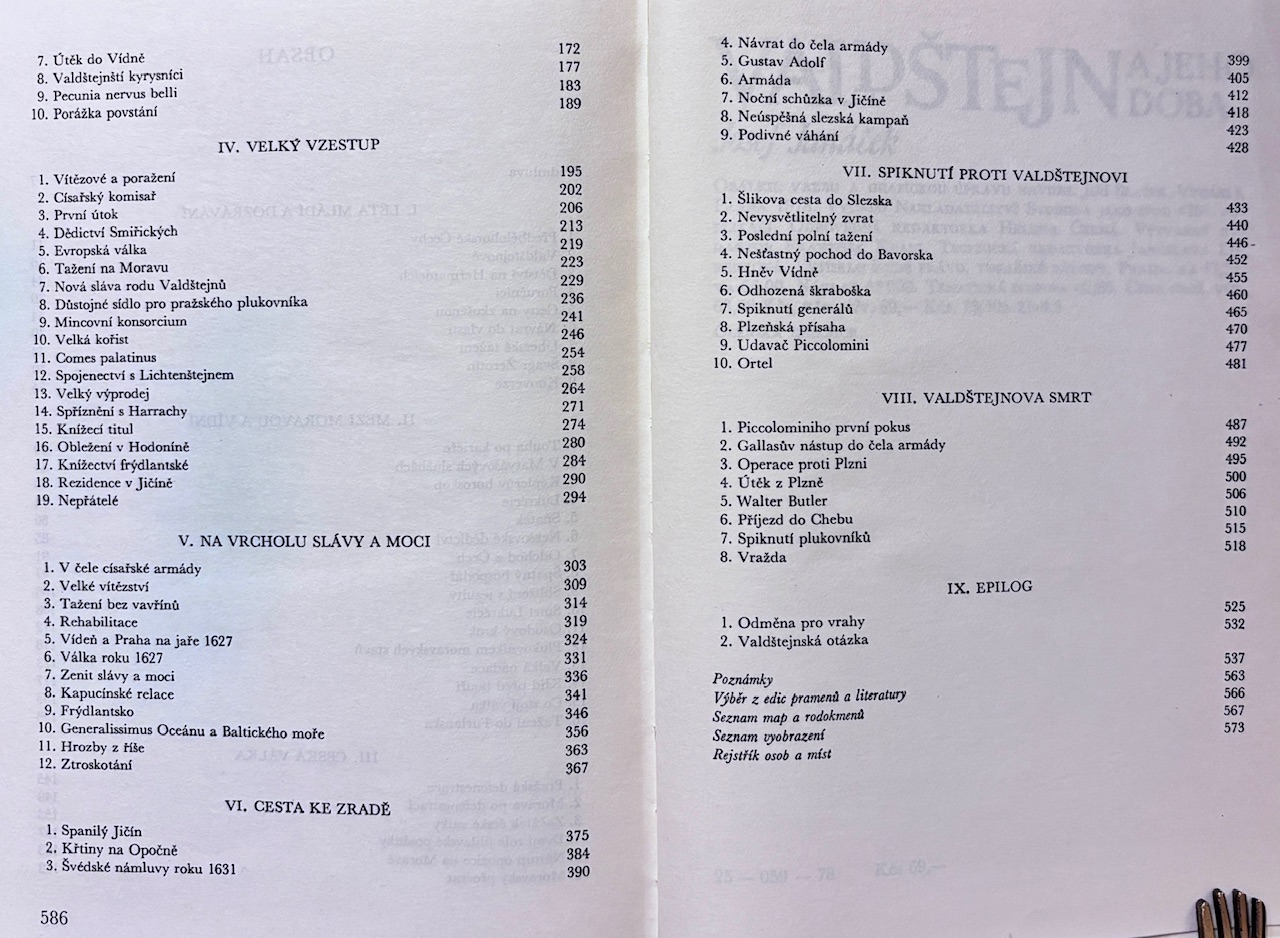 7. Útěk do Vídně 172
8. Valdštejnští kyrysníci 177
9. Pecunia nervus belli 183
10. Porážka povstání 189
IV. VELKÝ VZESTUP
1. Vítězové a poražení 195
2. Císařský komisař 202
3. První útok 206
4. Dědictví Smiřických 213
5. Evropská válka 219
6. Tažení na Moravu 223
7. Nová sláva rodu Valdštejnů 229
8. Důstojné sídlo pro pražského plukovníka 236
9. Mincovní konsorcium 241
10. Velká kořist 246
11. Comes palatinus 254
12. Spojenectví s Lichtenštejnem 258
13. Velký výprodej 264
14. Spříznění s Harrachy 271
15. Knížecí titul 274
16. Obležení v Hodoníně 280
17. Knížectví frýdlantské 284
18. Rezidence v Jičíně 290
19. Nepřátelé 294
V. NA VRCHOLU SLÁVY A MOCI
1. V čele císařské armády 303
2. Velké vítězství 309
3. Tažení bez vavřínů 314
4. Rehabilitace 319
5. Vídeň a Praha na jaře 1627 324
6. Válka roku 1627 331
7. Zenit slávy a moci 336
8. Kapucínské relace 341
9. Frýdlantsko 346
10. Generalissimus Oceánu a Baltického moře 356
11. Hrozby z říše 363
12. Ztroskotání 367
VI. CESTA KE ZRADĚ
1. Spanilý Jičín 375
2. Křtiny na Opočně 384
3. Švédské námluvy roku 1631 390
586
4. Návrat do čela armády 399
5. Gustav Adolf 405
6. Armáda 412
7. Noční schůzka v Jičíně 418
8. Neúspěšná slezská kampaň 423
9. Podivné váhání 428
VII. SPIKNUTÍ PROTI VALDŠTEJNOVI
1. Šlikova cesta do Slezska 433
2. Nevysvětlitelný zvrat 440
3. Poslední polní tažení 446
4. Nešťastný pochod do Bavorska 452
5. Hněv Vídně 455
6. Odhozená škraboška 460
7. Spiknutí generálů 465
8. Plzeňská přísaha 470
9. Udavač Piccolomini 477
10. Ortel 481
VIII. VALDŠTEJNOVA SMRT
1. Piccolominiho první pokus 487
2. Gallasův nástup do čela armády 492
3. Operace proti Plzni 495
4. Útěk z Plzně 500
5. Walter Butler 506
6. Příjezd do Chebu 510
7. Spiknutí plukovníků 515
8. Vražda 518
IX. EPILOG
1. Odměna pro vrahy 525
2. Valdštejnská otázka 532
Poznámky 537
Výběr z edic pramenů a literatury 563
Seznam map a rodokmenů 566
Seznam vyobrazení 567
Rejstřík osob a míst 573